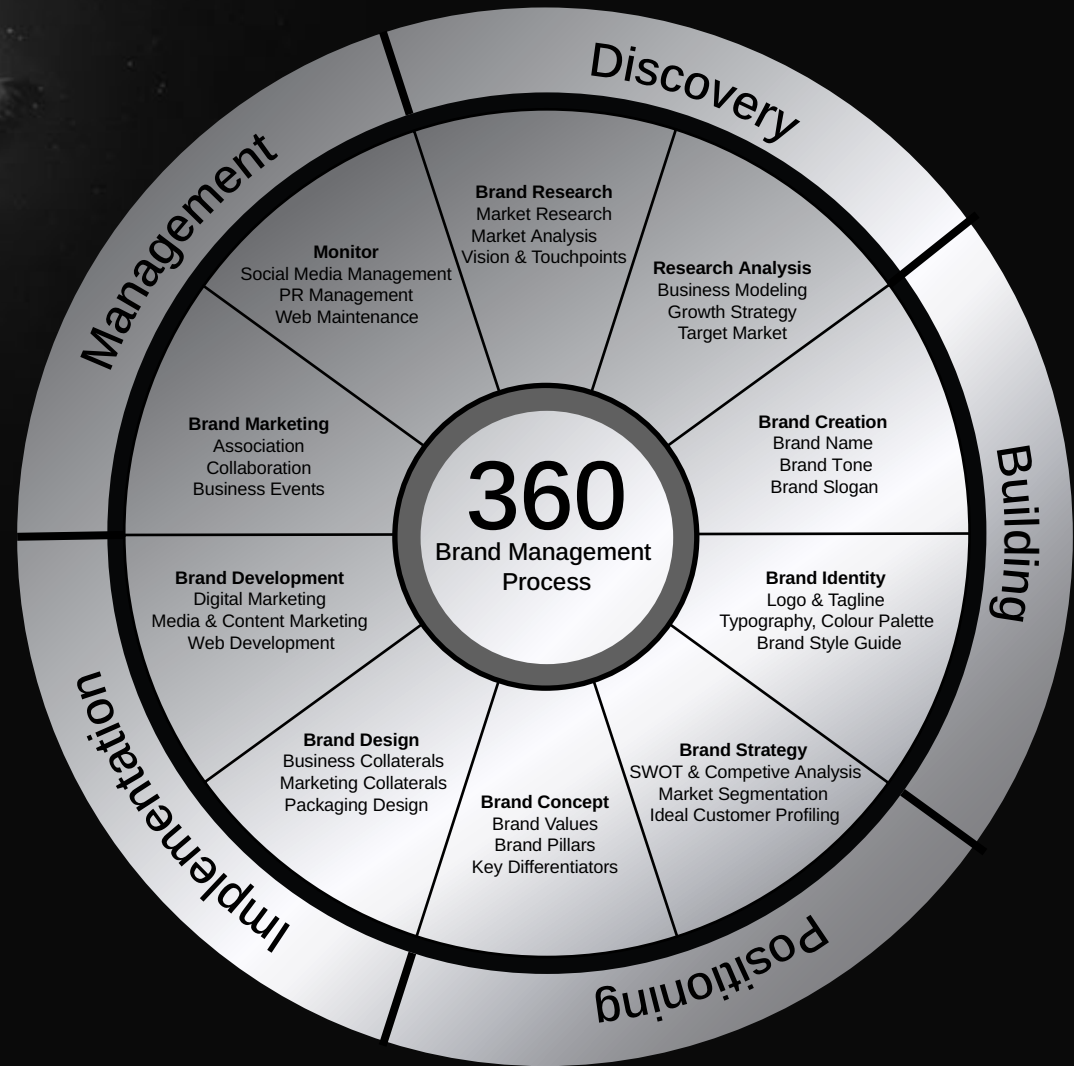 360
Brand Management
Process
Discovery
Brand Research
Market Research
Market Analysis
Vision & Touchpoints
Research Analysis
Business Modeling
Growth Strategy
Target Market
Building
Brand Creation
Brand Name
Brand Tone
Brand Slogan
Brand Identity
Logo & Tagline
Typography, Colour Palette
Brand Style Guide
Positioning
Brand Strategy
SWOT & Competive Analysis
Market Segmentation
Ideal Customer Profiling
Brand Concept
Brand Values
Brand Pillars
Key Differentiators
Implementation
Brand Design
Business Collaterals
Marketing Collaterals
Packaging Design
Brand Development
Digital Marketing
Media & Content Marketing
Web Development
Management
Brand Marketing
Association
Collaboration
Business Events
Monitor
Social Media Management
PR Management
Web Maintenance